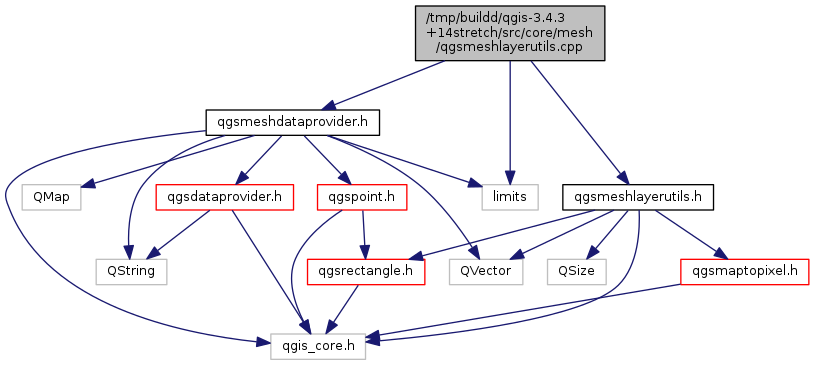 /tmp/buildd/qgis-3.4.3
+14stretch/src/core/mesh
/qgsmeshlayerutils.cpp
qgsmeshdataprovider.h
QMap
qgsdataprovider.h
qgspoint.h
limits
qgsmeshlayerutils.h
QString
qgsrectangle.h
QVector
QSize
qgsmaptopixel.h
qgis_core.h